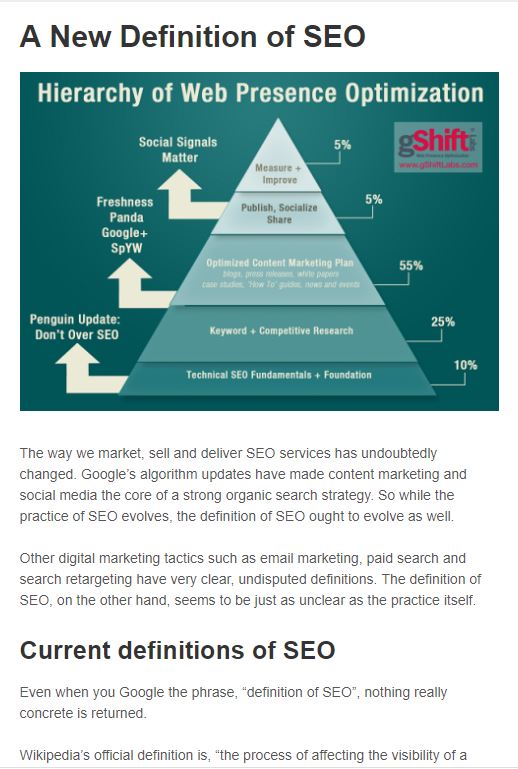 A New Definition of SEO
Hierarchy of Web Presence Optimization
gShift Labs
Web Presence Optimization
www.gShiftLabs.com
Social Signals
Matter
5%
Measure +
Improve
5%
Freshness
Panda
Google+
SpYW
Publish, Socialize
Share
Optimized Content Marketing Plan
blogs, press releases, white papers
case studies, 'How To' guides, news and events
55%
Penguin Update:
Don't Over SEO
Keyword + Competitive Research
25%
Technical SEO Fundamentals + Foundation
10%
The way we market, sell and deliver SEO services has undoubtedly
changed. Google's algorithm updates have made content marketing and
social media the core of a strong organic search strategy. So while the
practice of SEO evolves, the definition of SEO ought to evolve as well.
Other digital marketing tactics such as email marketing, paid search and
search retargeting have very clear, undisputed definitions. The definition of
SEO, on the other hand, seems to be just as unclear as the practice itself.
Current definitions of SEO
Even when you Google the phrase, “definition of SEO”, nothing really
concrete is returned.
Wikipedia's official definition is, “the process of affecting the visibility of a